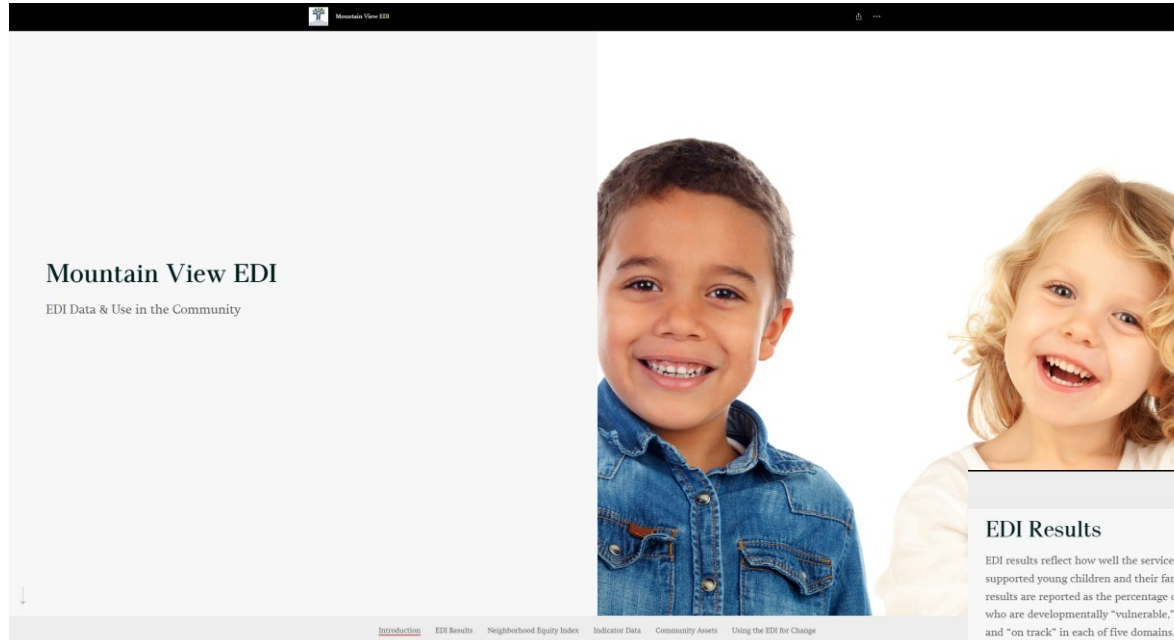 Mountain View EDI
Mountain View EDI
EDI Data & Use in the Community
EDI Results
EDI results reflect how well the service
supported young children and their fa
results are reported as the percentage
who are developmentally "vulnerable,"
and "on track" in each of five domains.
Introduction EDI Results Neighborhood Equity Index Indicator Data Community Assets Using the EDI for Change